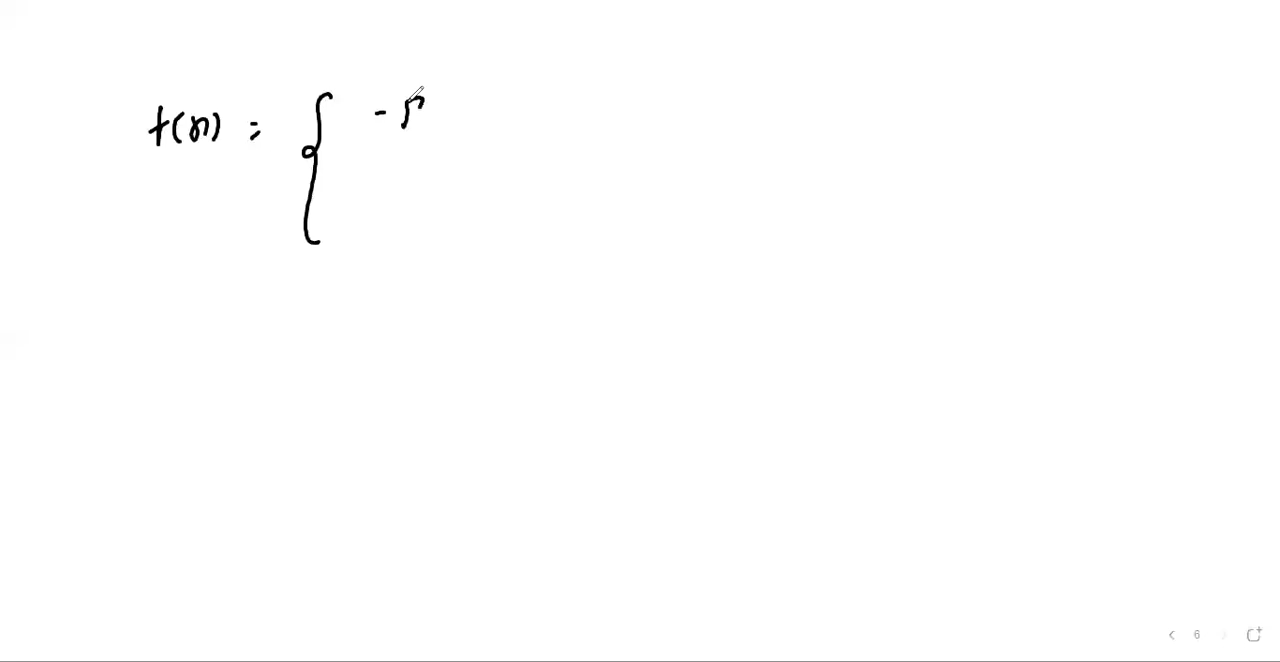 f(x) = { -
6